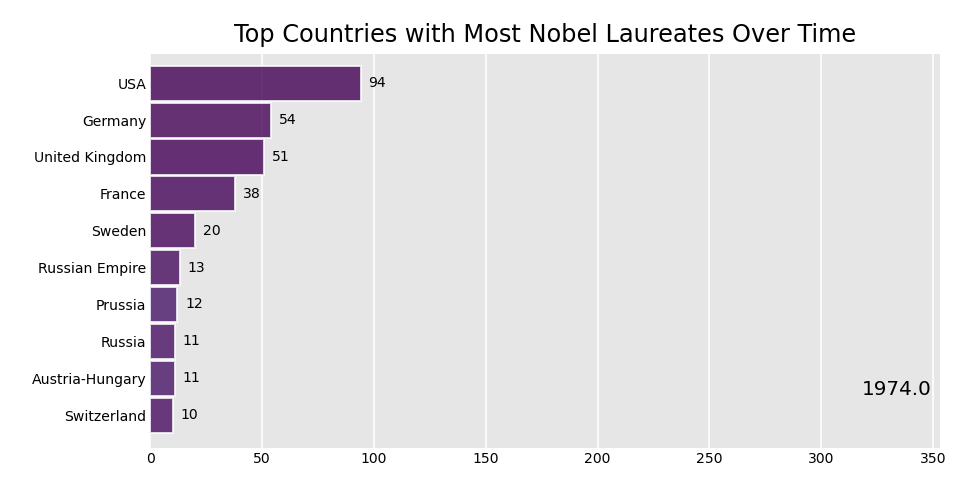 Top Countries with Most Nobel Laureates Over Time
USA 94
Germany 54
United Kingdom 51
France 38
Sweden 20
Russian Empire 13
Prussia 12
Russia 11
Austria-Hungary 11
1974.0
Switzerland 10
0 50 100 150 200 250 300 350